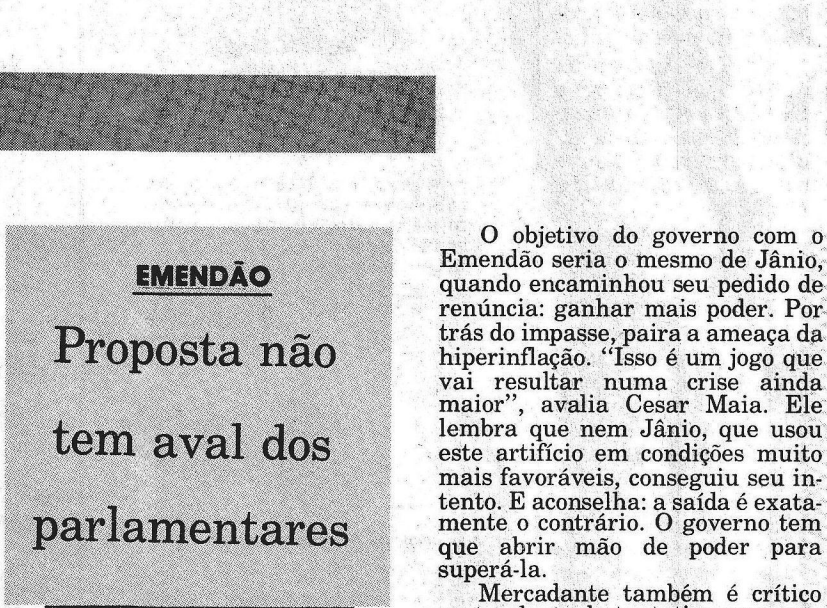 EMENDÃO
Proposta não
tem aval dos
parlamentares
O objetivo do governo com o
Emendão seria o mesmo de Jânio,
quando encaminhou seu pedido de
renúncia: ganhar mais poder. Por
trás do impasse, paira a ameaça da
hiperinflação. “Isso é um jogo que
vai resultar numa crise ainda
maior”, avalia Cesar Maia. Ele
lembra que nem Jânio, que usou
este artifício em condições muito
mais favoráveis, conseguiu seu in-
tento. E aconselha: a saída é exata-
mente o contrário. O governo tem
que abrir mão de poder para
superá-la.
Mercadante também é crítico